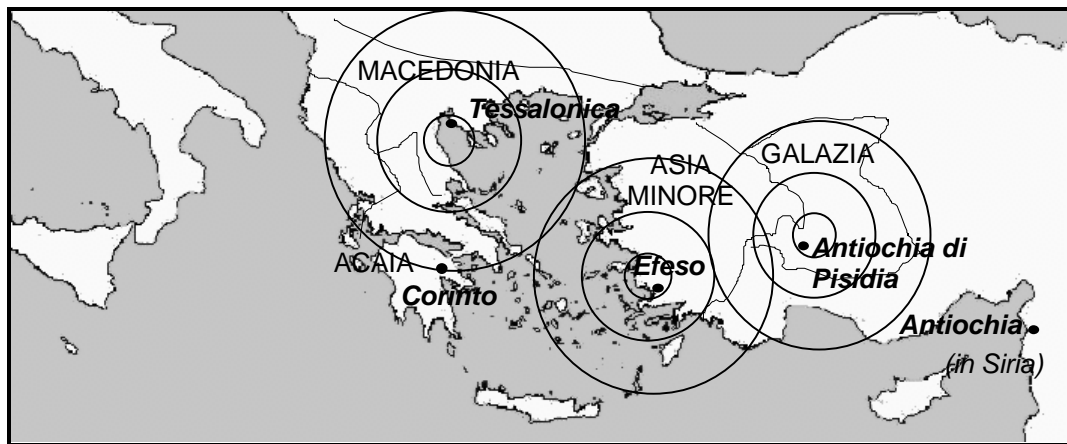 MACEDONIA
Tessalonica
ASIA
MINORE
GALAZIA
ACAIA
Corinto
Efeso
Antiochia di
Pisidia
Antiochia
(in Siria)